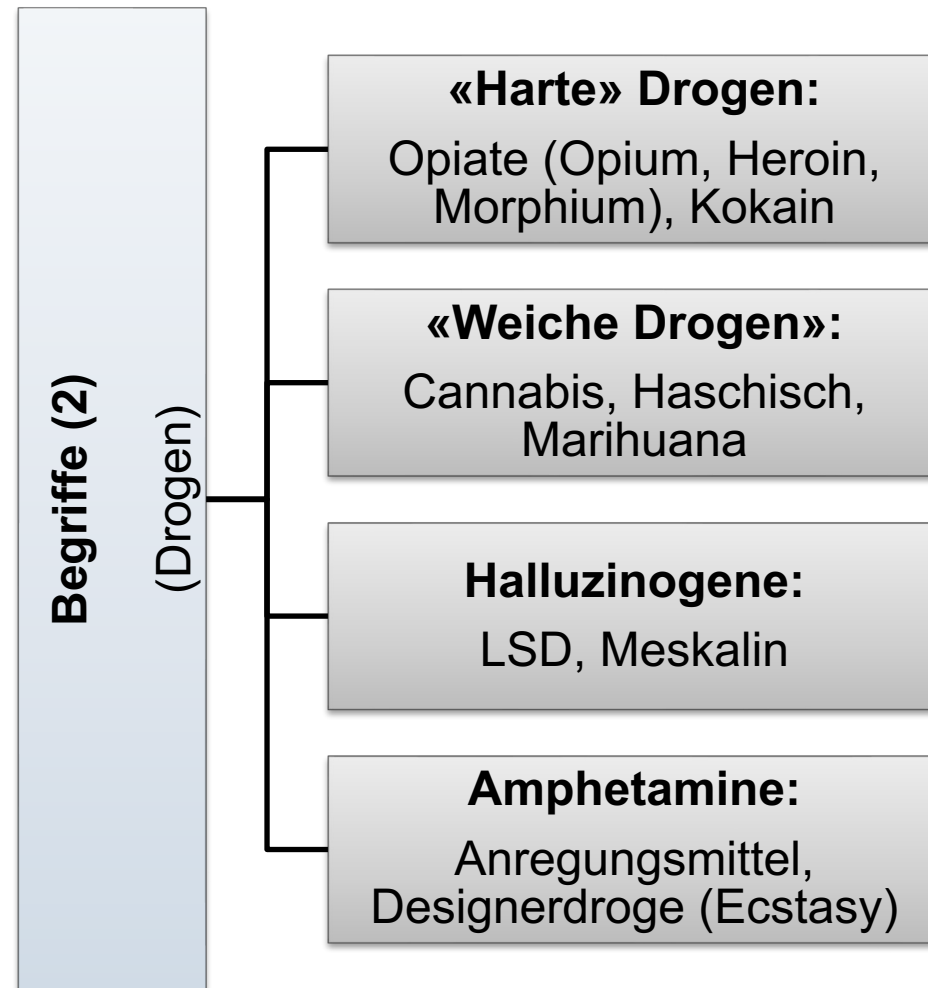 Begriffe (2)
(Drogen)
«Harte» Drogen:
Opiate (Opium, Heroin,
Morphium), Kokain
«Weiche Drogen»:
Cannabis, Haschisch,
Marihuana
Halluzinogene:
LSD, Meskalin
Amphetamine:
Anregungsmittel,
Designerdroge (Ecstasy)